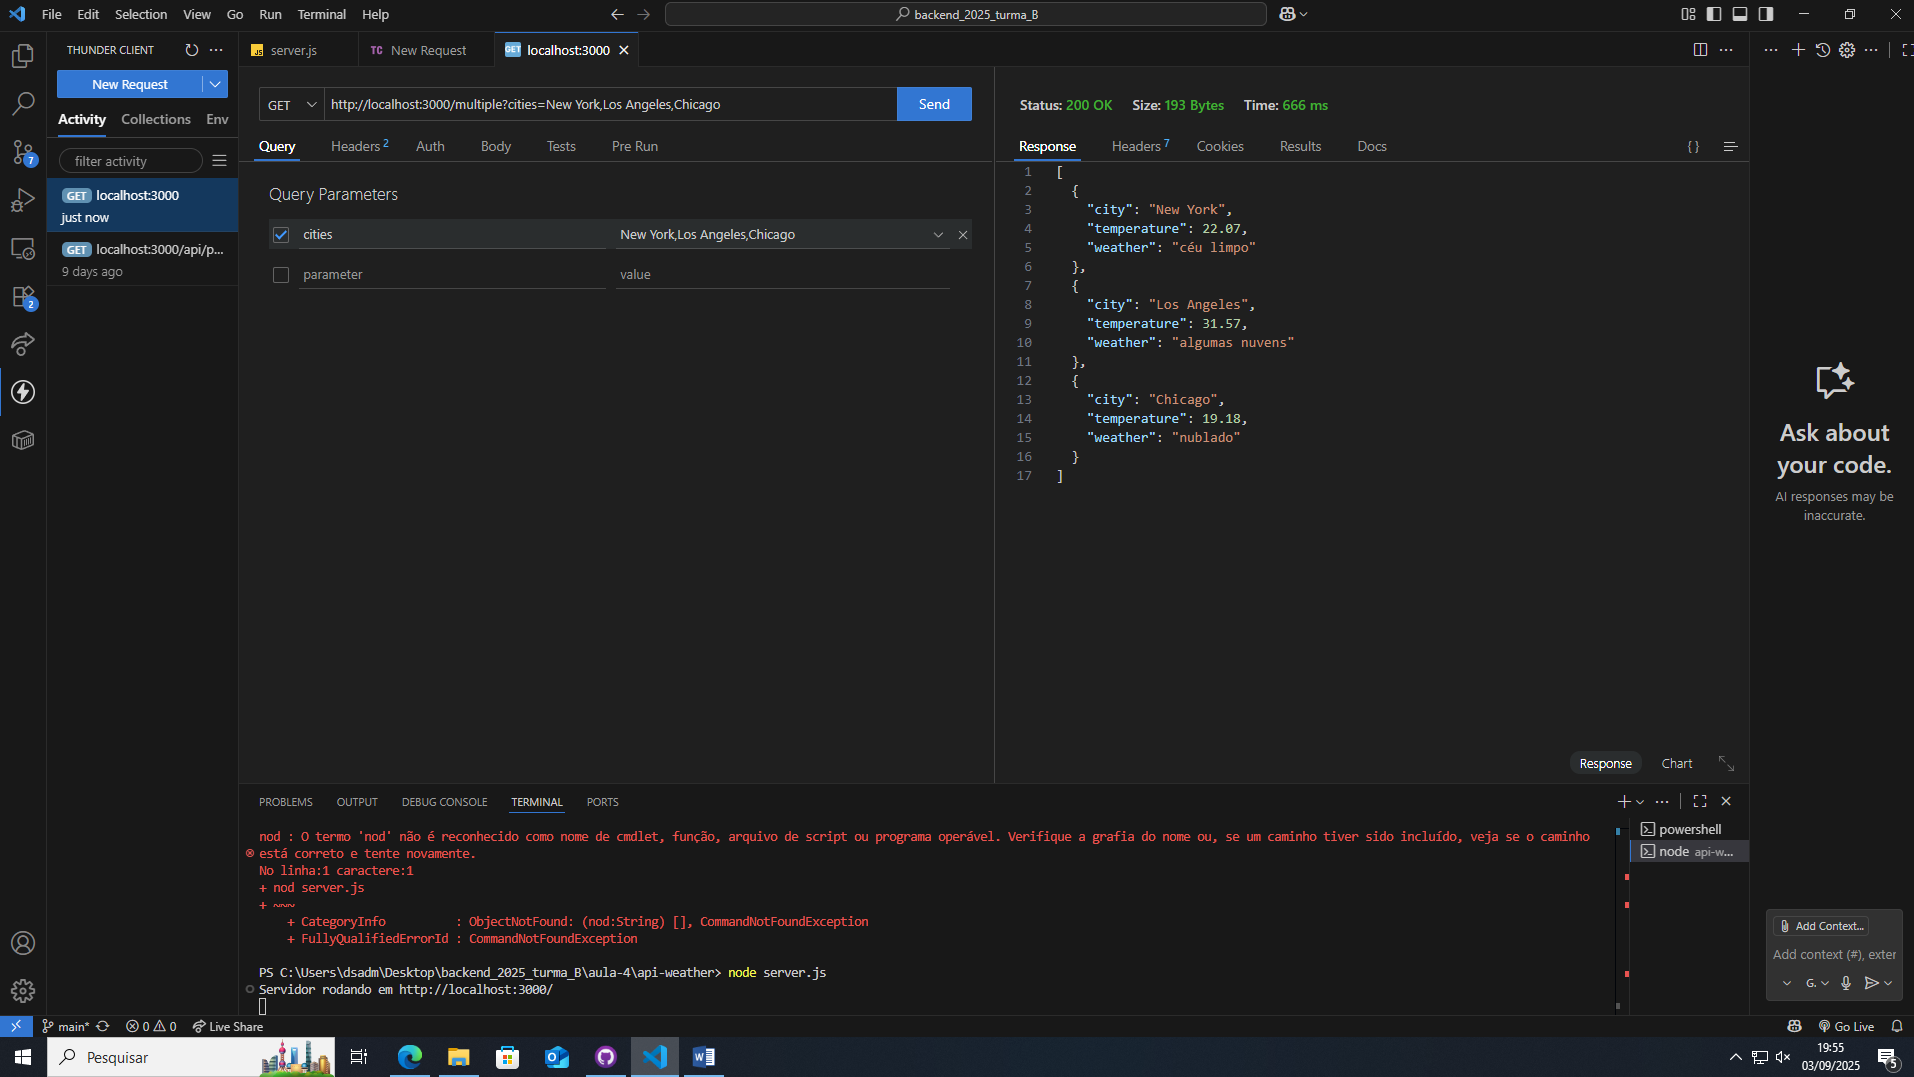 File Edit Selection View Go Run Terminal Help
backend_2025_turma_B
THUNDER CLIENT
New Request
Activity Collections Env
filter activity
GET localhost:3000
just now
GET localhost:3000/api/p...
9 days ago
JS server.js
TC New Request
GET localhost:3000
GET http://localhost:3000/multiple?cities=New York,Los Angeles,Chicago Send
Query Headers 2 Auth Body Tests Pre Run
Query Parameters
cities New York,Los Angeles,Chicago
parameter value
Status: 200 OK Size: 193 Bytes Time: 666 ms
Response Headers 7 Cookies Results Docs { }
1 [
2 {
3 "city": "New York",
4 "temperature": 22.07,
5 "weather": "céu limpo"
6 },
7 {
8 "city": "Los Angeles",
9 "temperature": 31.57,
10 "weather": "algumas nuvens"
11 },
12 {
13 "city": "Chicago",
14 "temperature": 19.18,
15 "weather": "nublado"
16 }
17 ]
Response Chart
Ask about
your code.
AI responses may be
inaccurate.
Add Context...
Add context (#), exter
G.
7
2
PROBLEMS OUTPUT DEBUG CONSOLE TERMINAL PORTS
nod : O termo 'nod' não é reconhecido como nome de cmdlet, função, arquivo de script ou programa operável. Verifique a grafia do nome ou, se um caminho tiver sido incluído, veja se o caminho
está correto e tente novamente.
No linha:1 caractere:1
+ nod server.js
+ ~~~
+ CategoryInfo : ObjectNotFound: (nod:String) [], CommandNotFoundException
+ FullyQualifiedErrorId : CommandNotFoundException
PS C:\Users\dsadm\Desktop\backend_2025_turma_B\aula-4\api-weather> node server.js
Servidor rodando em http://localhost:3000/
powershell
node api-w...
main* 0 0 Live Share
Go Live
Pesquisar
19:55
03/09/2025
5